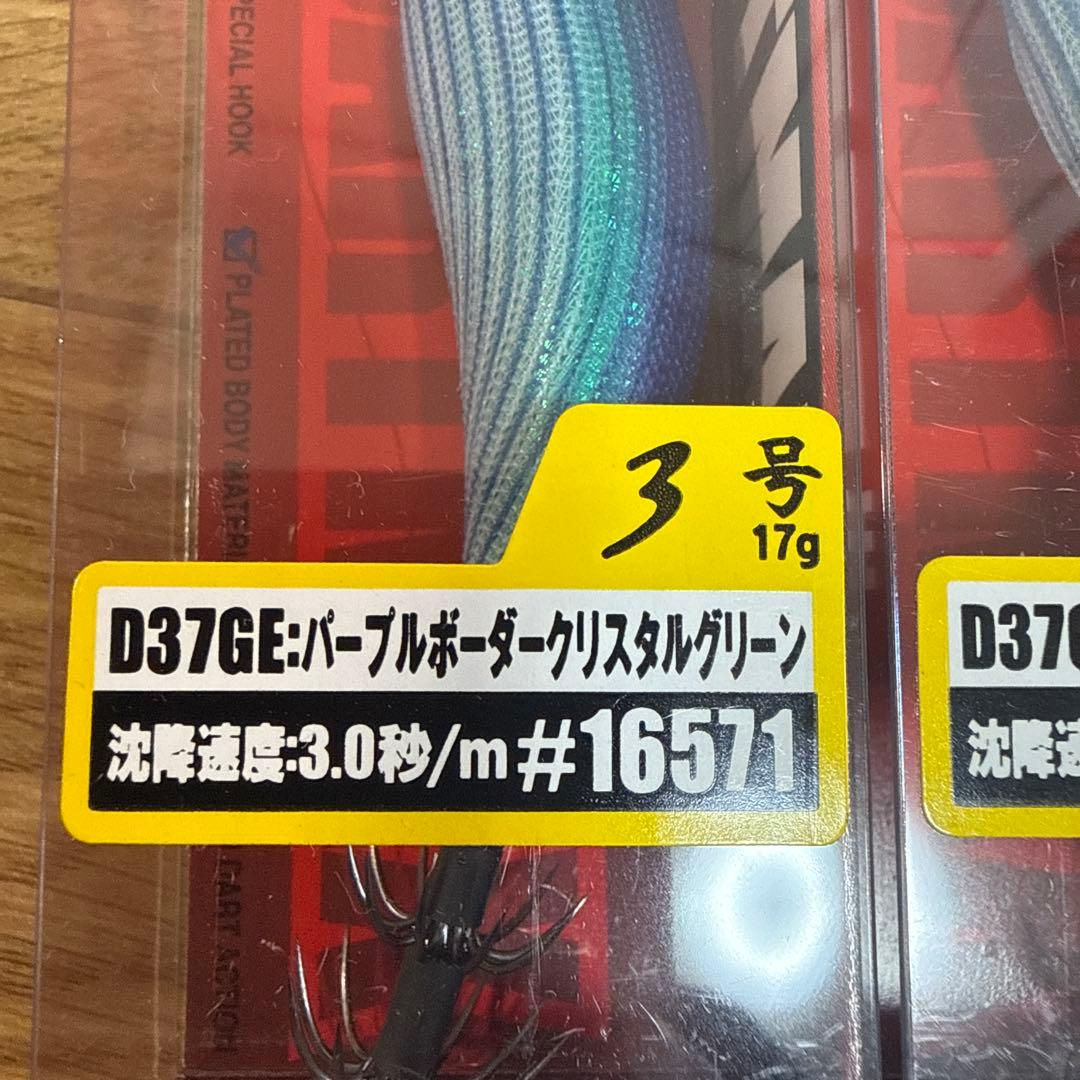 SPECIAL HOOK
PLATED BODY MATERI
3号
17g
D37GE:パープルボーダークリスタルグリーン
沈降速度:3.0秒/m #16571
D37
沈降速